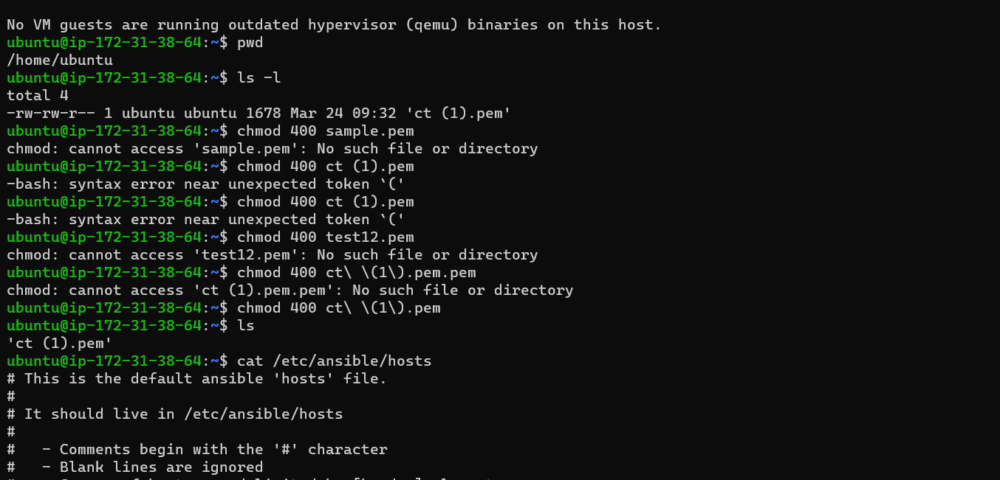 No VM guests are running outdated hypervisor (qemu) binaries on this host.
ubuntu@ip-172-31-38-64:~$ pwd
/home/ubuntu
ubuntu@ip-172-31-38-64:~$ ls -l
total 4
-rw-rw-r-- 1 ubuntu ubuntu 1678 Mar 24 09:32 'ct (1).pem'
ubuntu@ip-172-31-38-64:~$ chmod 400 sample.pem
chmod: cannot access 'sample.pem': No such file or directory
ubuntu@ip-172-31-38-64:~$ chmod 400 ct (1).pem
-bash: syntax error near unexpected token `('
ubuntu@ip-172-31-38-64:~$ chmod 400 ct (1).pem
-bash: syntax error near unexpected token `('
ubuntu@ip-172-31-38-64:~$ chmod 400 test12.pem
chmod: cannot access 'test12.pem': No such file or directory
ubuntu@ip-172-31-38-64:~$ chmod 400 ct\ \(1\).pem.pem
chmod: cannot access 'ct (1).pem.pem': No such file or directory
ubuntu@ip-172-31-38-64:~$ chmod 400 ct\ \(1\).pem
ubuntu@ip-172-31-38-64:~$ ls
'ct (1).pem'
ubuntu@ip-172-31-38-64:~$ cat /etc/ansible/hosts
# This is the default ansible 'hosts' file.
#
# It should live in /etc/ansible/hosts
#
#   - Comments begin with the '#' character
#   - Blank lines are ignored